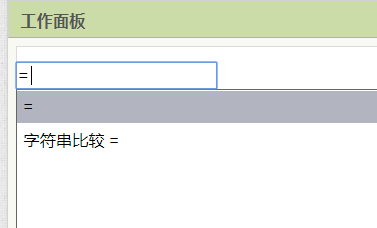 工作面板
=
=
字符串比较 =